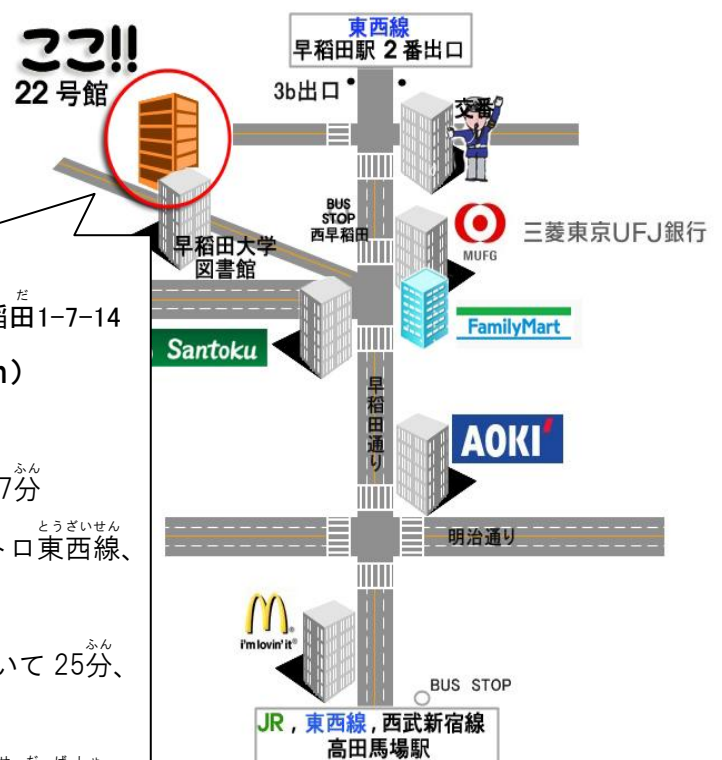 東西線
早稲田駅 2 番出口
ここ!!
22 号館
3b出口
交番
BUS
STOP
西早稲田
MUFG
三菱東京UFJ銀行
早稲田大学
図書館
だ
稲田1-7-14
FamilyMart
Santoku
早稲田通り
AOKI
ふん
7分
とうざいせん
トロ東西線、
明治通り
i'm lovin' it®
ふん
いて 25分、
BUS STOP
JR , 東西線 , 西武新宿線
高田馬場駅